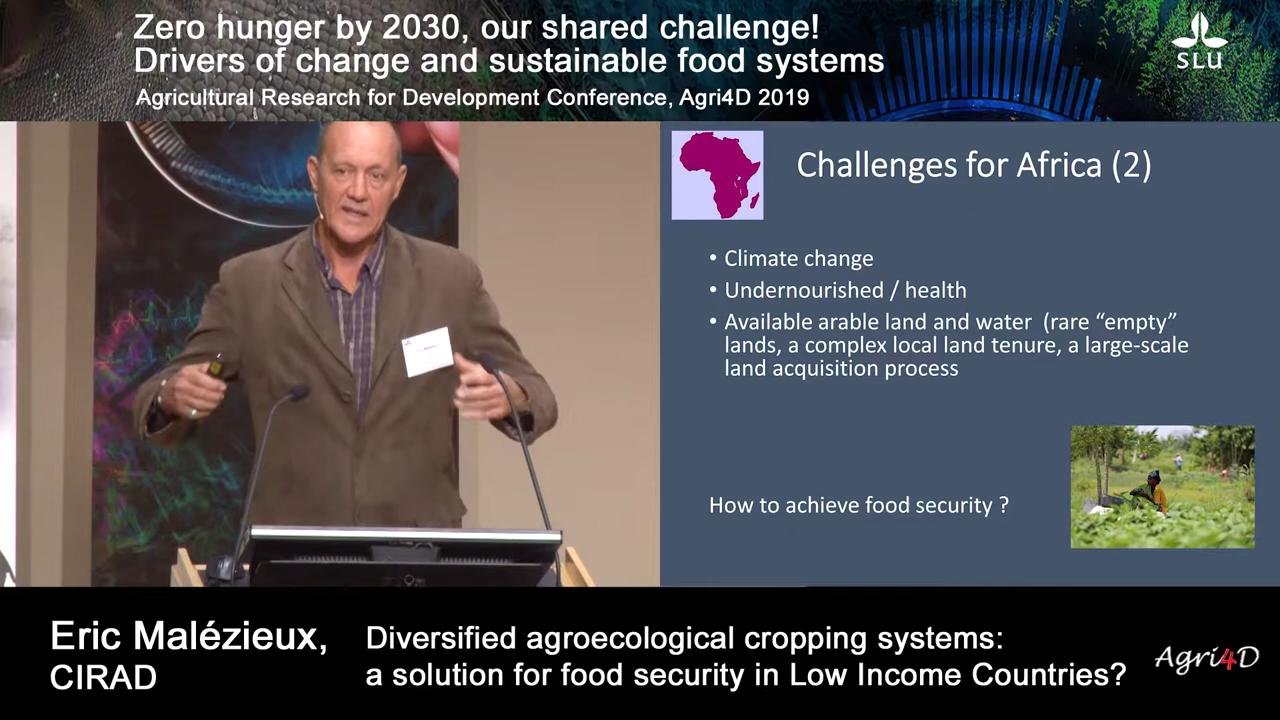 Zero hunger by 2030, our shared challenge!
Drivers of change and sustainable food systems
Agricultural Research for Development Conference, Agri4D 2019
SLU
Challenges for Africa (2)
• Climate change
• Undernourished / health
• Available arable land and water (rare “empty”
lands, a complex local land tenure, a large-scale
land acquisition process
How to achieve food security ?
Eric Malézieux,
CIRAD
Diversified agroecological cropping systems:
a solution for food security in Low Income Countries?
Agri4D